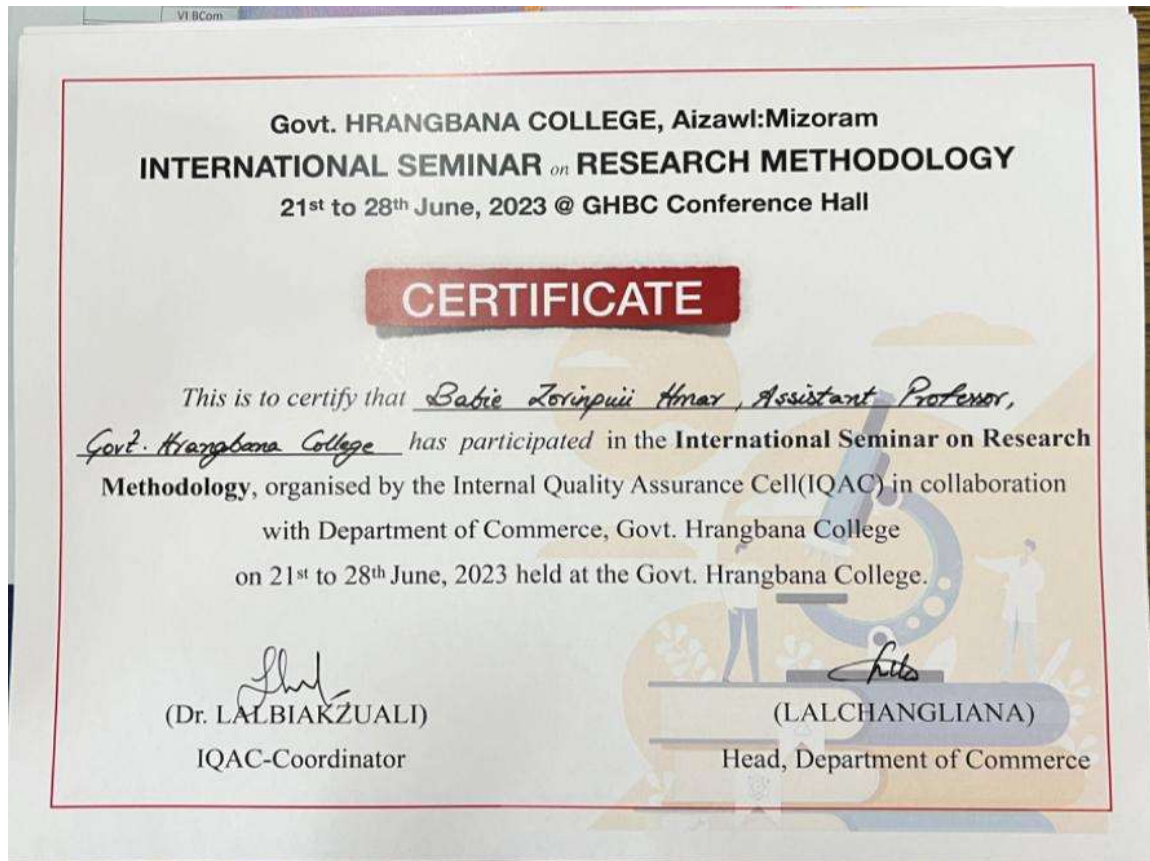 VI BCom
Govt. HRANGBANA COLLEGE, Aizawl:Mizoram
INTERNATIONAL SEMINAR on RESEARCH METHODOLOGY
21st to 28th June, 2023 @ GHBC Conference Hall
CERTIFICATE
This is to certify that Babie Zorinpuii Hmar, Assistant Professor,
Govt. Hrangbana College has participated in the International Seminar on Research
Methodology, organised by the Internal Quality Assurance Cell(IQAC) in collaboration
with Department of Commerce, Govt. Hrangbana College
on 21st to 28th June, 2023 held at the Govt. Hrangbana College.
(Dr. LALBIAKZUALI)
(LALCHANGLIANA)
IQAC-Coordinator
Head, Department of Commerce